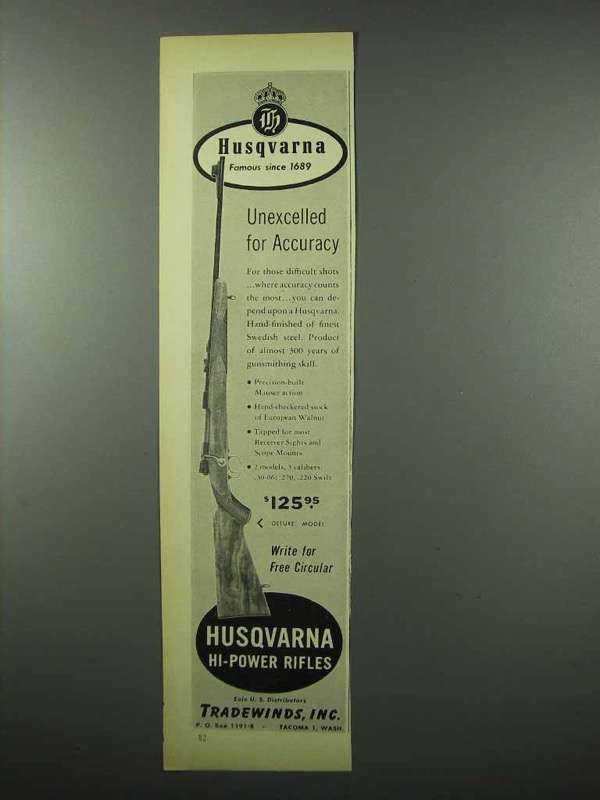 H
Husqvarna
Famous since 1689
Unexcelled
for Accuracy
For those difficult shots
...where accuracy counts
the most...you can de-
pend upon a Husqvarna.
Hand-finished of finest
Swedish steel. Product
of almost 300 years of
gunsmithing skill.
• Precision-built
Mauser action
• Hand-checkered stock
of European Walnut
• Tapped for most
Receiver Sights and
Scope Mounts
• 2 models, 3 calibers:
.30-06; .270, .220 Swift
$125.95
< DELUXE MODEL
Write for
Free Circular
HUSQVARNA
HI-POWER RIFLES
Sole U. S. Distributors
TRADEWINDS, INC.
P. O. Box 1191-R - TACOMA 1, WASH.
82